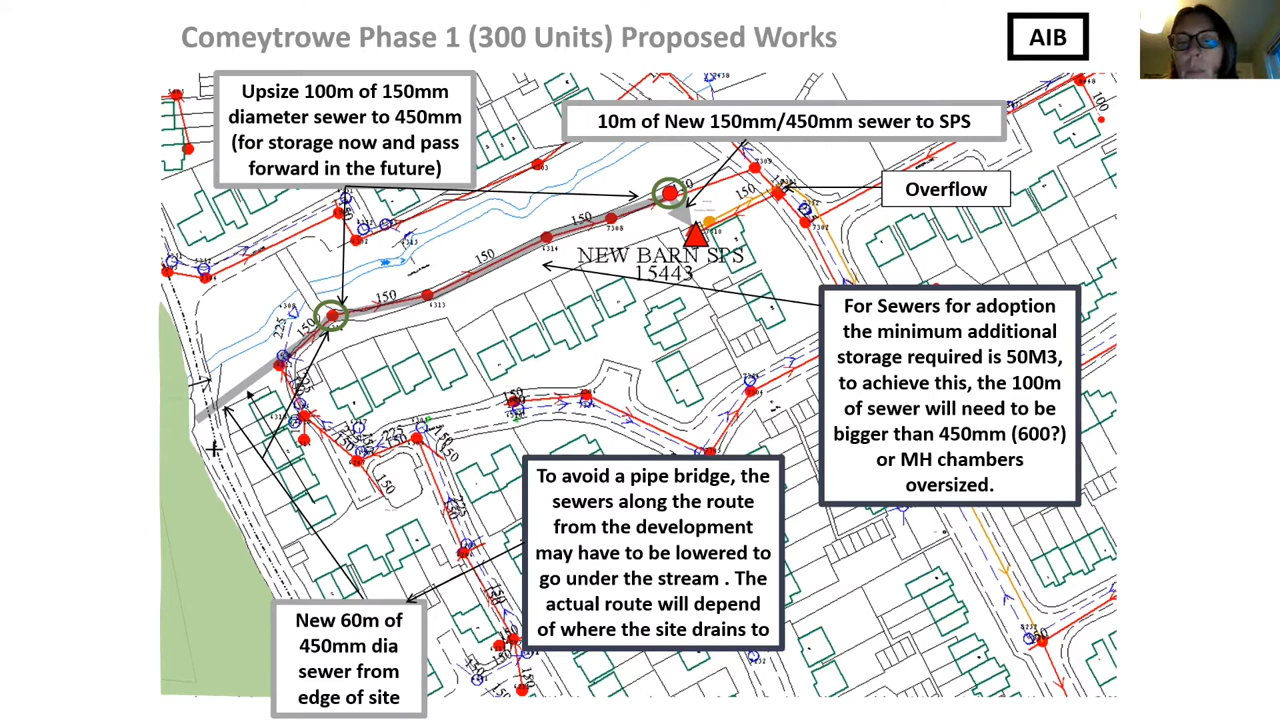 Comeytrowe Phase 1 (300 Units) Proposed Works
AIB
Upsize 100m of 150mm
diameter sewer to 450mm
(for storage now and pass
forward in the future)
10m of New 150mm/450mm sewer to SPS
Overflow
NEW BARN SPS
15443
For Sewers for adoption
the minimum additional
storage required is 50M3,
to achieve this, the 100m
of sewer will need to be
bigger than 450mm (600?)
or MH chambers
oversized.
To avoid a pipe bridge, the
sewers along the route
from the development
may have to be lowered to
go under the stream . The
actual route will depend
of where the site drains to
New 60m of
450mm dia
sewer from
edge of site
150
150
150
150
150
225
100
4313
4314
7308
7309